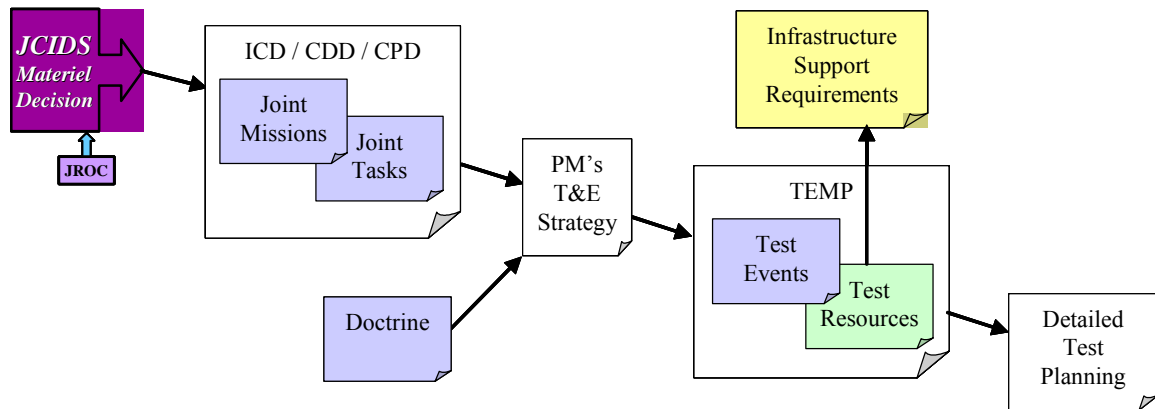 JCIDS
Materiel
Decision
JROC
ICD / CDD / CPD
Joint
Missions
Joint
Tasks
Doctrine
PM's
T&E
Strategy
TEMP
Test
Events
Test
Resources
Infrastructure
Support
Requirements
Detailed
Test
Planning